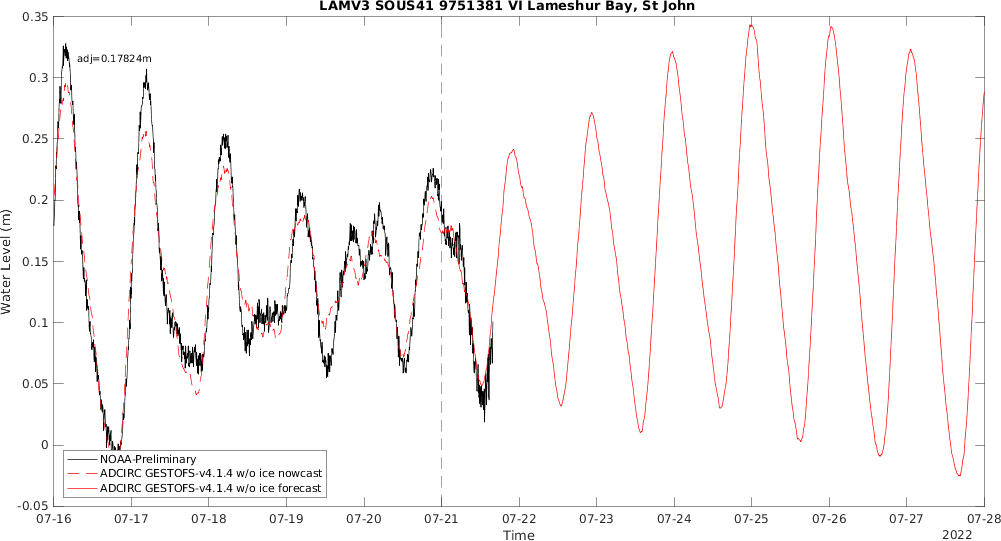 LAMV3 SOUS41 9751381 VI Lameshur Bay, St John
adj=0.17824m
0.35
0.3
0.25
0.2
0.15
0.1
0.05
0
-0.05
Water Level (m)
NOAA-Preliminary
ADCIRC GESTOFS-v4.1.4 w/o ice nowcast
ADCIRC GESTOFS-v4.1.4 w/o ice forecast
07-16 07-17 07-18 07-19 07-20 07-21 07-22 07-23 07-24 07-25 07-26 07-27 07-28
Time
2022